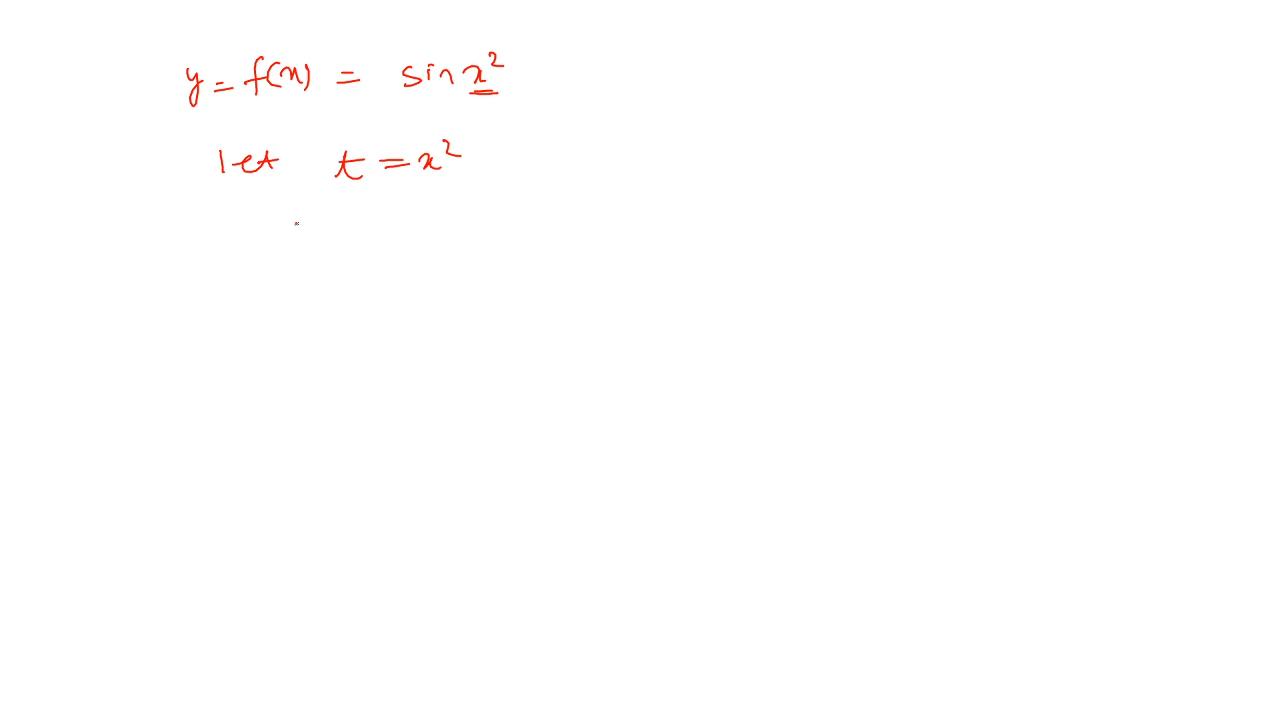 y = f(x) = sin x²
let t = x²